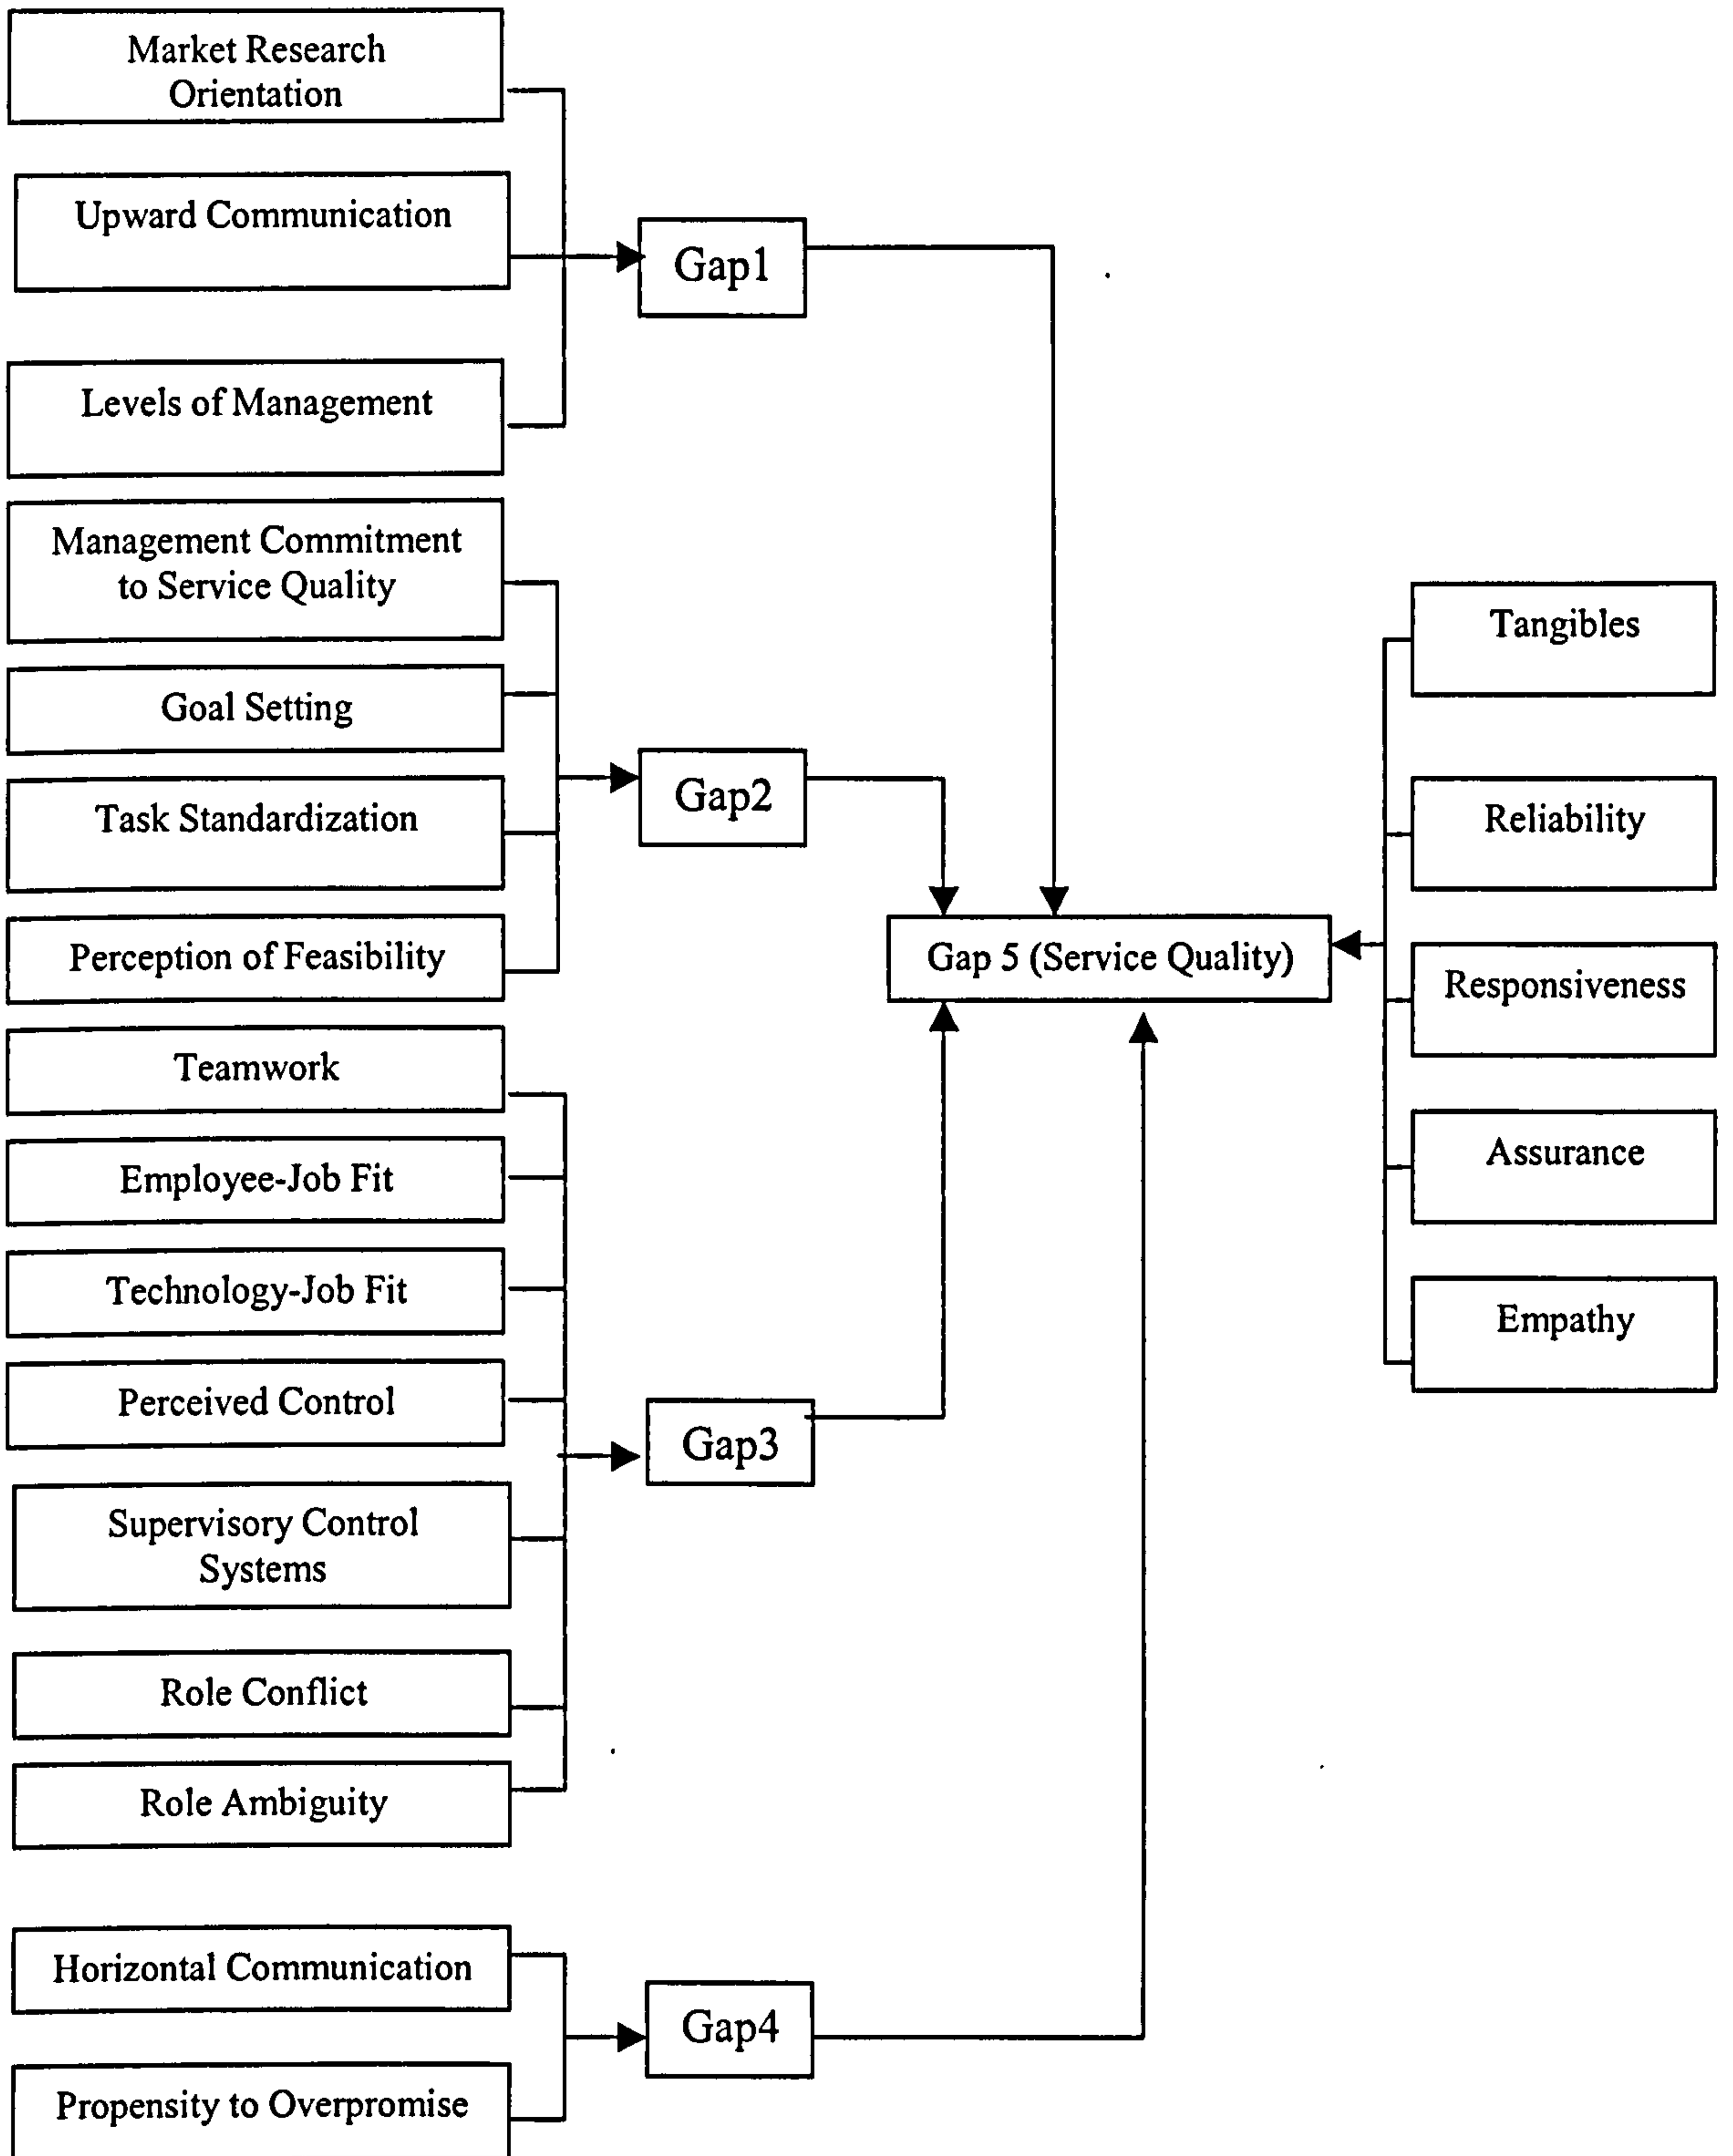 Market Research
Orientation
Upward Communication
Levels of Management
Management Commitment
to Service Quality
Goal Setting
Task Standardization
Perception of Feasibility
Teamwork
Employee-Job Fit
Technology-Job Fit
Perceived Control
Supervisory Control
Systems
Role Conflict
Role Ambiguity
Horizontal Communication
Propensity to Overpromise
Gap1
Gap2
Gap3
Gap4
Gap 5 (Service Quality)
Tangibles
Reliability
Responsiveness
Assurance
Empathy